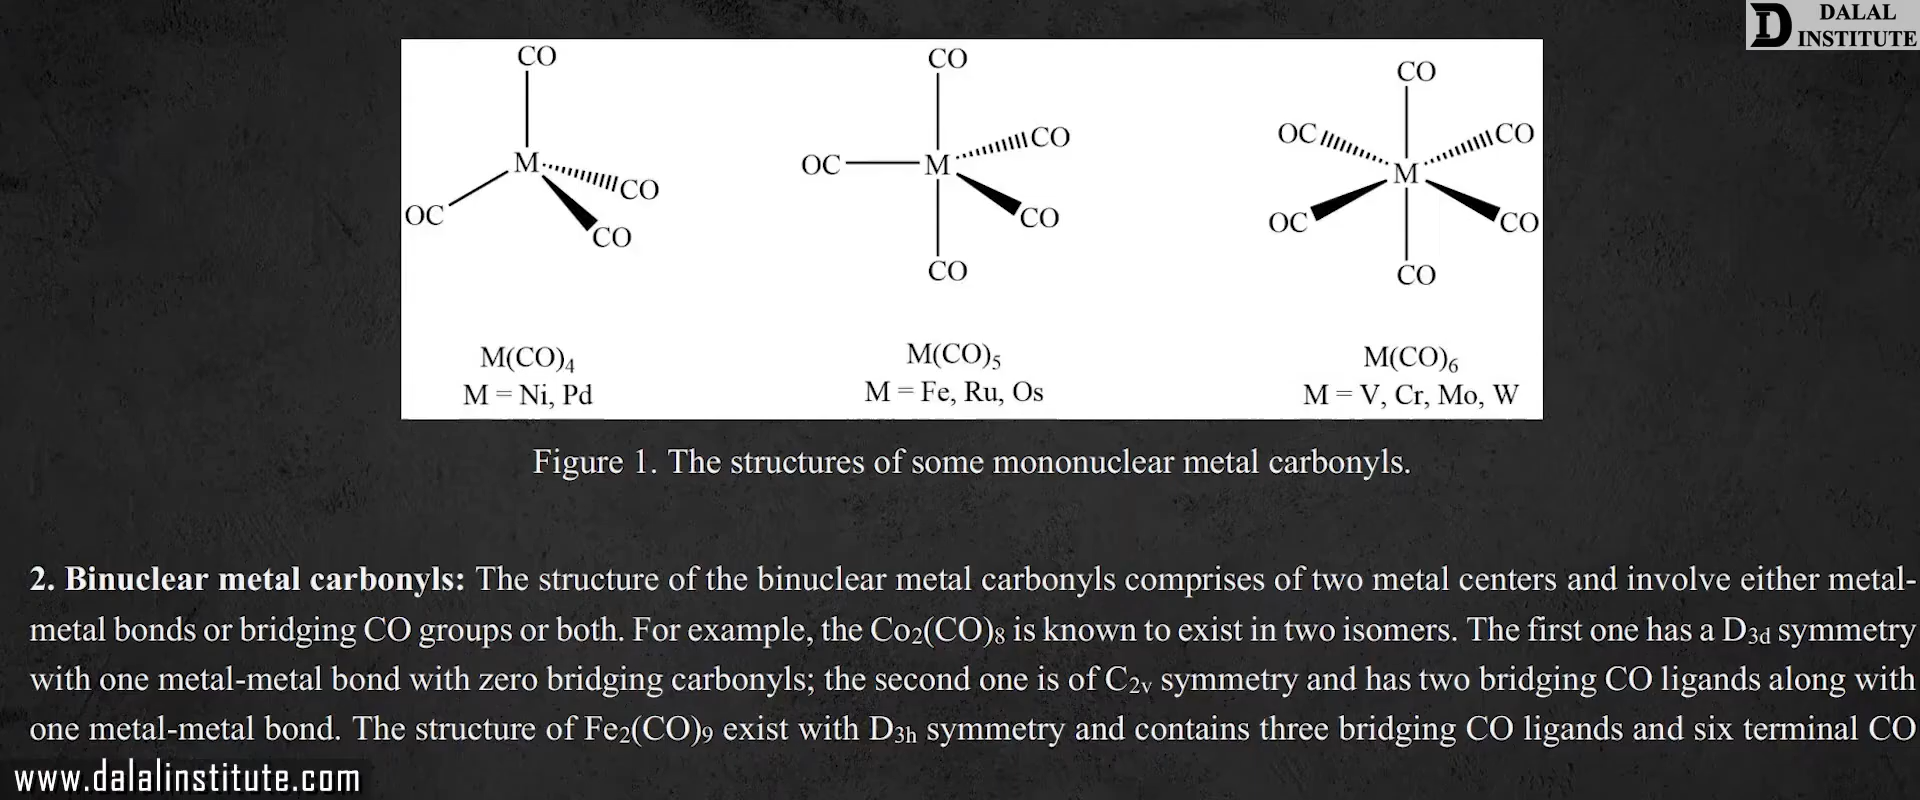 DALAL
INSTITUTE
CO
M
CO
OC
CO
CO
CO
OC
M
CO
CO
CO
OC
CO
M
OC
CO
CO
M(CO)₄
M = Ni, Pd
M(CO)₅
M = Fe, Ru, Os
M(CO)₆
M = V, Cr, Mo, W
Figure 1. The structures of some mononuclear metal carbonyls.
2. Binuclear metal carbonyls: The structure of the binuclear metal carbonyls comprises of two metal centers and involve either metal-
metal bonds or bridging CO groups or both. For example, the Co₂(CO)₈ is known to exist in two isomers. The first one has a D₃d symmetry
with one metal-metal bond with zero bridging carbonyls; the second one is of C₂ᵥ symmetry and has two bridging CO ligands along with
one metal-metal bond. The structure of Fe₂(CO)₉ exist with D₃h symmetry and contains three bridging CO ligands and six terminal CO
www.dalalinstitute.com